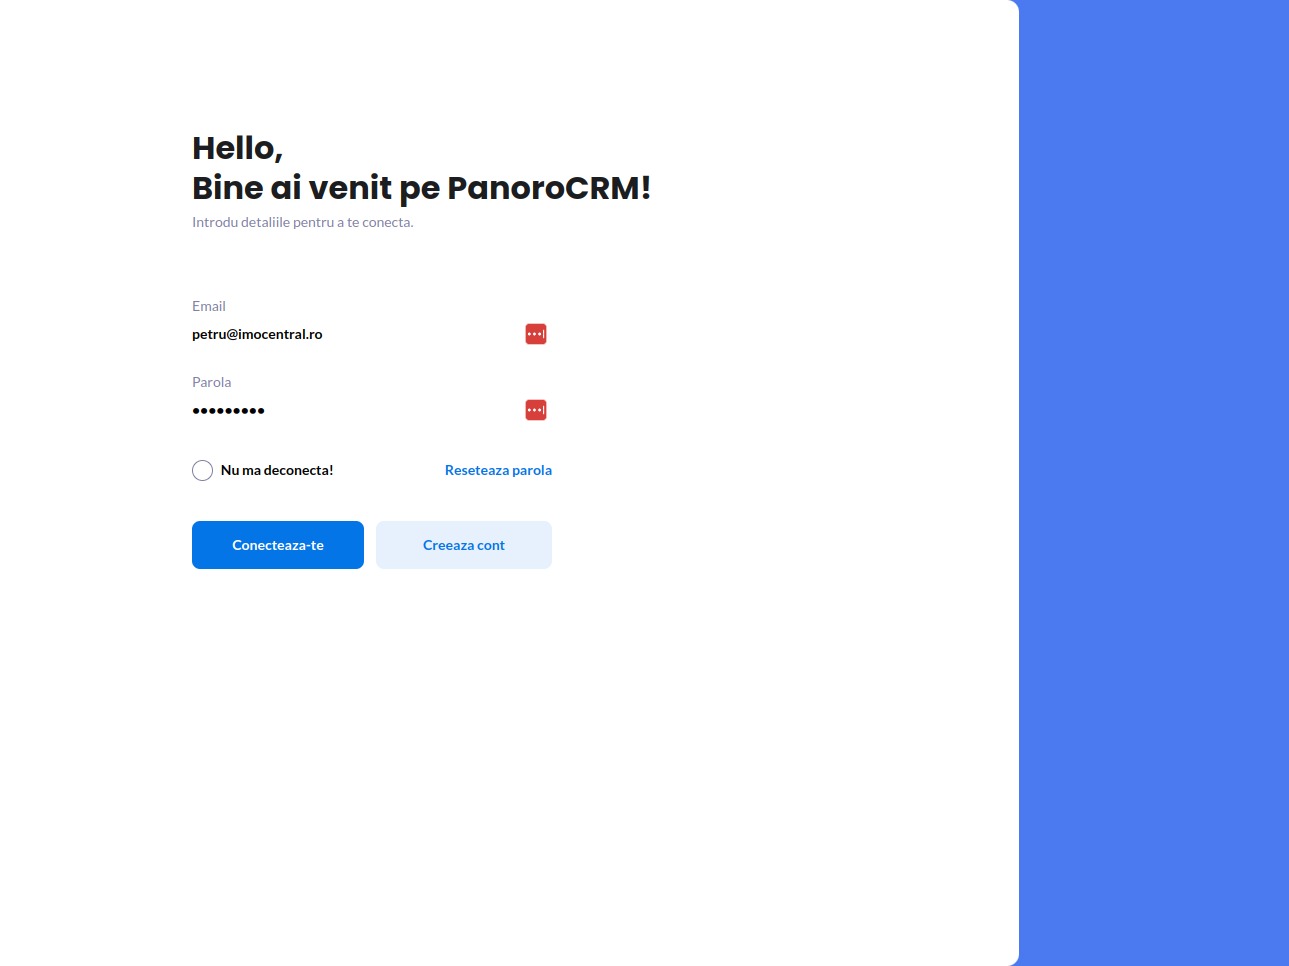 Hello,
Bine ai venit pe PanoroCRM!
Introdu detaliile pentru a te conecta.
Email
petru@imocentral.ro
Parola
•••••••••
Nu ma deconecta!
Reseteaza parola
Conecteaza-te
Creeaza cont